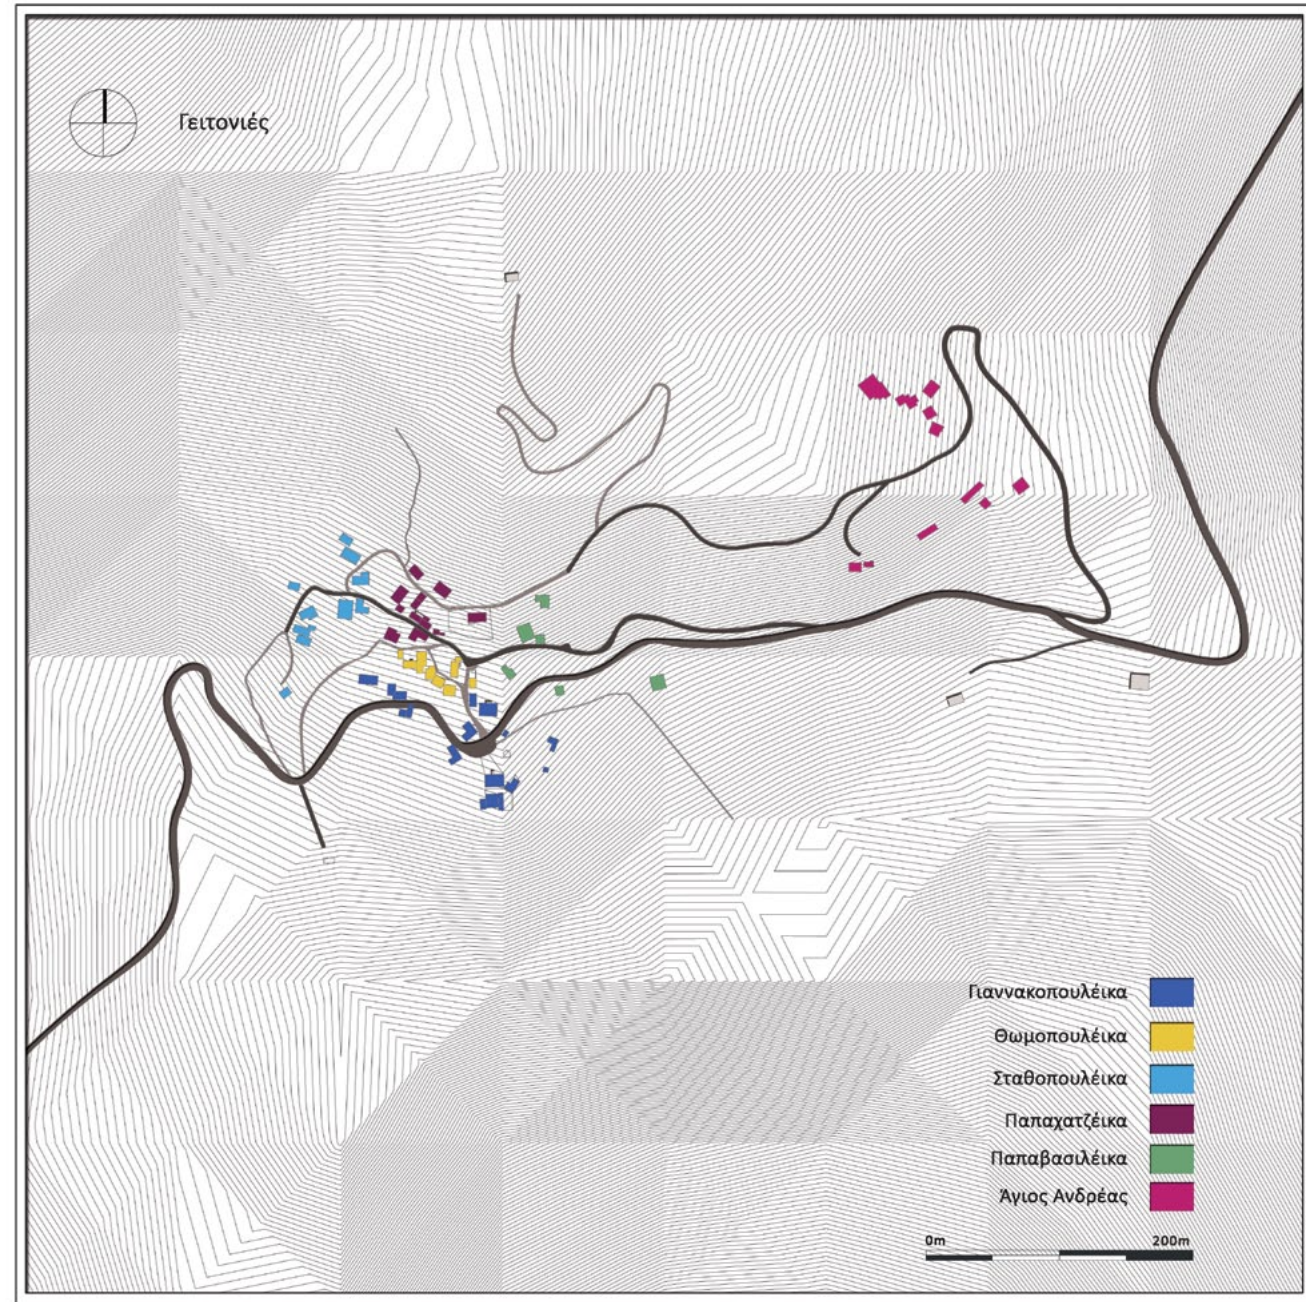 Γειτονιές
Γιαννακοπουλέικα
Θωμοπουλέικα
Σταθοπουλέικα
Παπαχατζέικα
Παπαβασιλέικα
Άγιος Ανδρέας
0m 200m